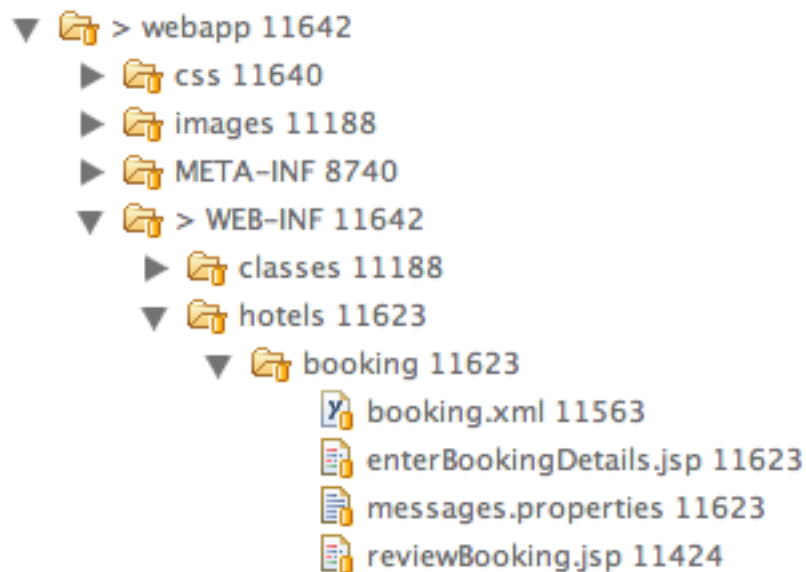 > webapp 11642
css 11640
images 11188
META-INF 8740
> WEB-INF 11642
classes 11188
hotels 11623
booking 11623
booking.xml 11563
enterBookingDetails.jsp 11623
messages.properties 11623
reviewBooking.jsp 11424